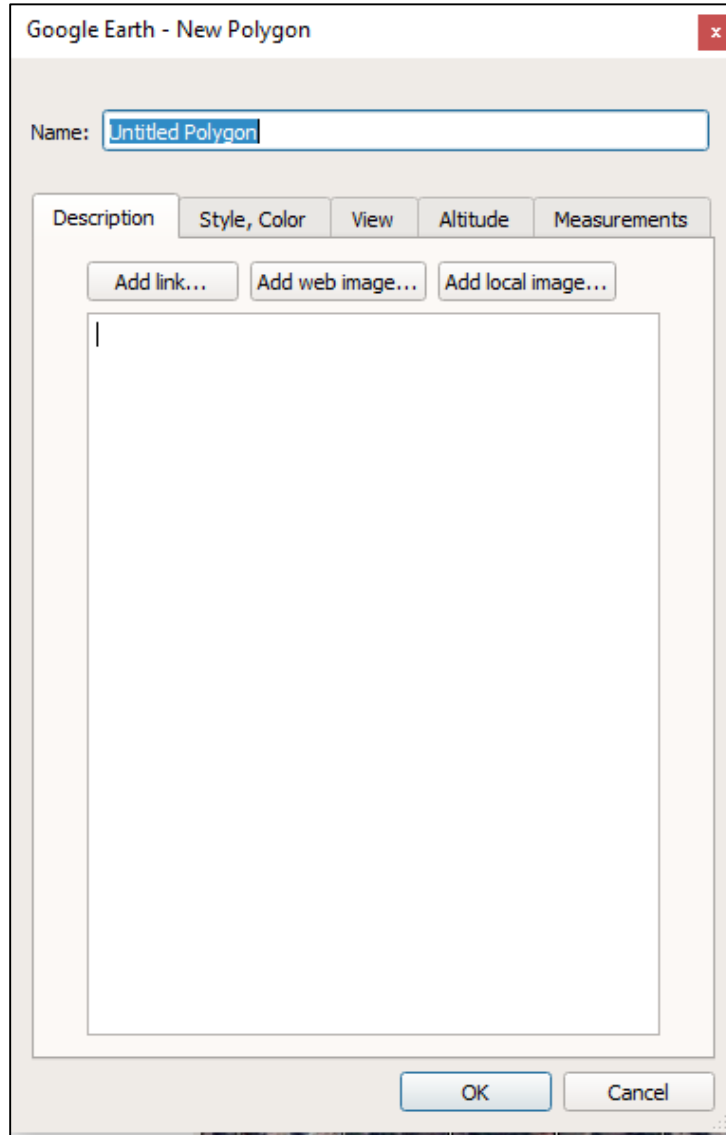 Google Earth - New Polygon
x
Name: Untitled Polygon
Description Style, Color View Altitude Measurements
Add link... Add web image... Add local image...
OK Cancel